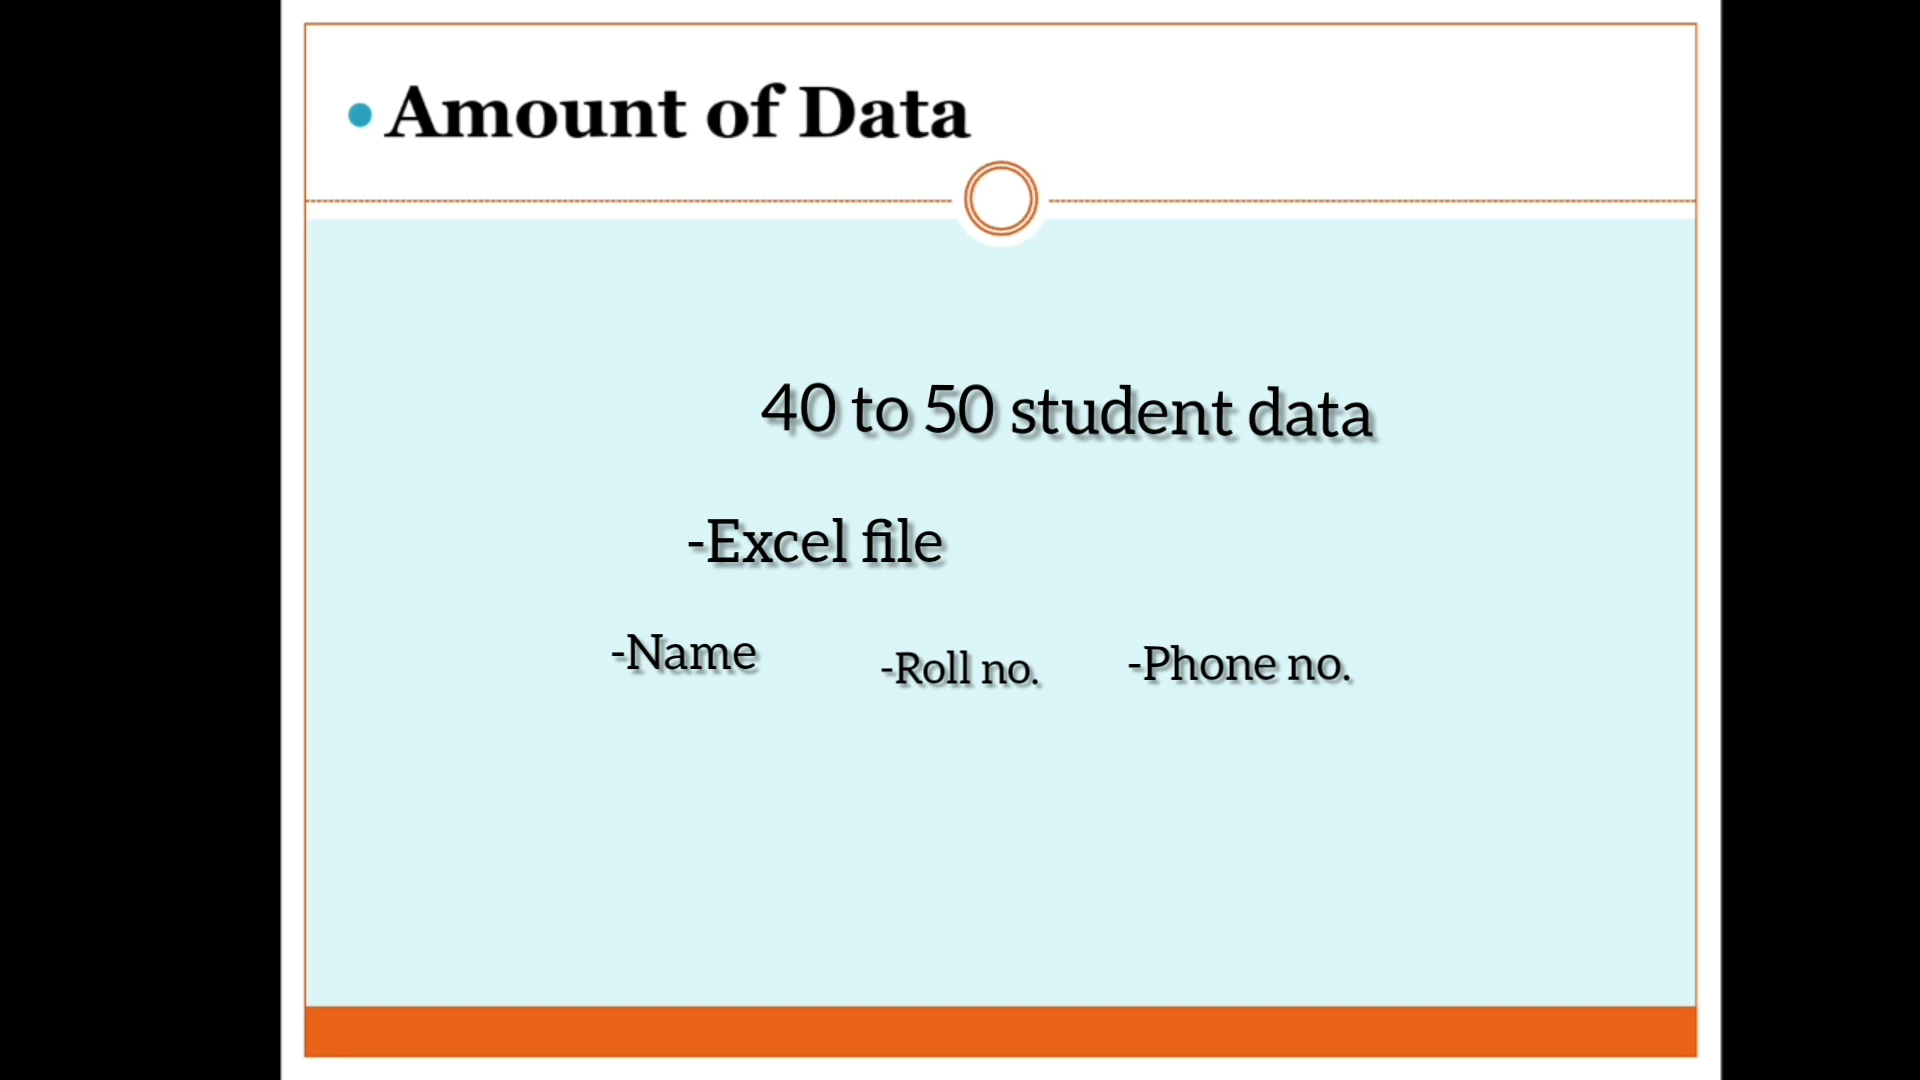 • Amount of Data
40 to 50 student data
-Excel file
-Name -Roll no. -Phone no.